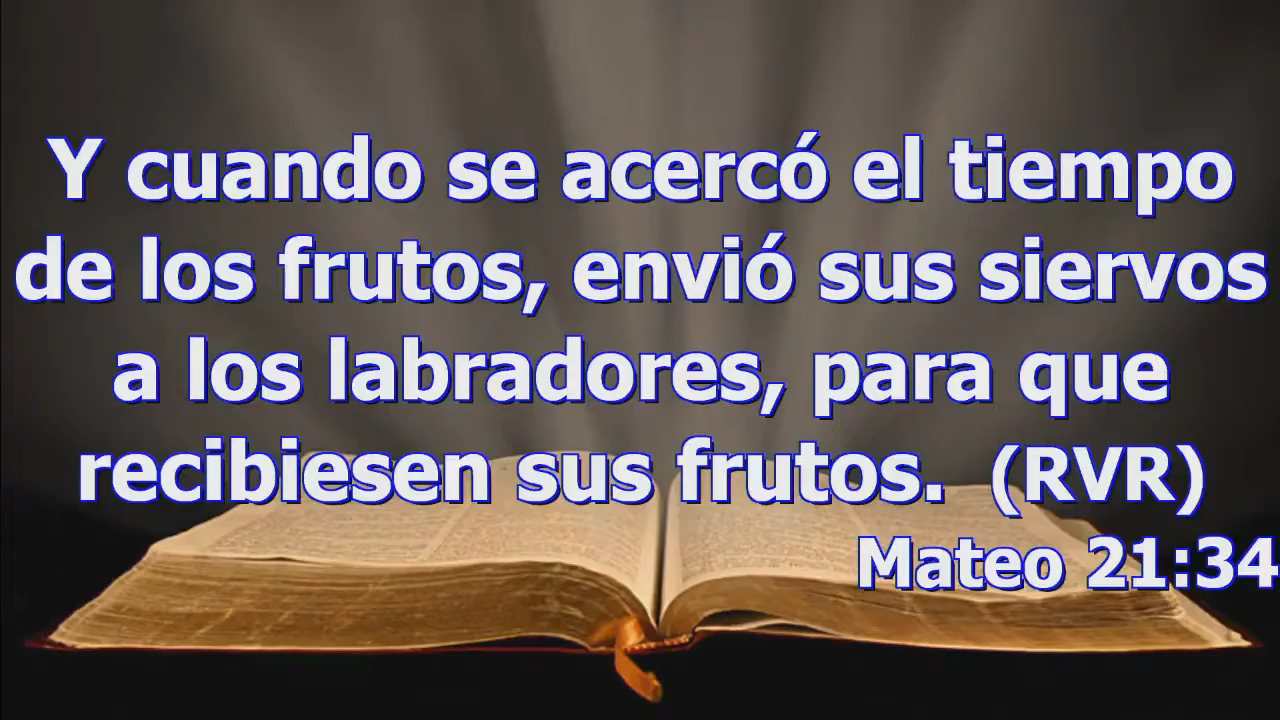 Y cuando se acercó el tiempo
de los frutos, envió sus siervos
a los labradores, para que
recibiesen sus frutos. (RVR)
Mateo 21:34